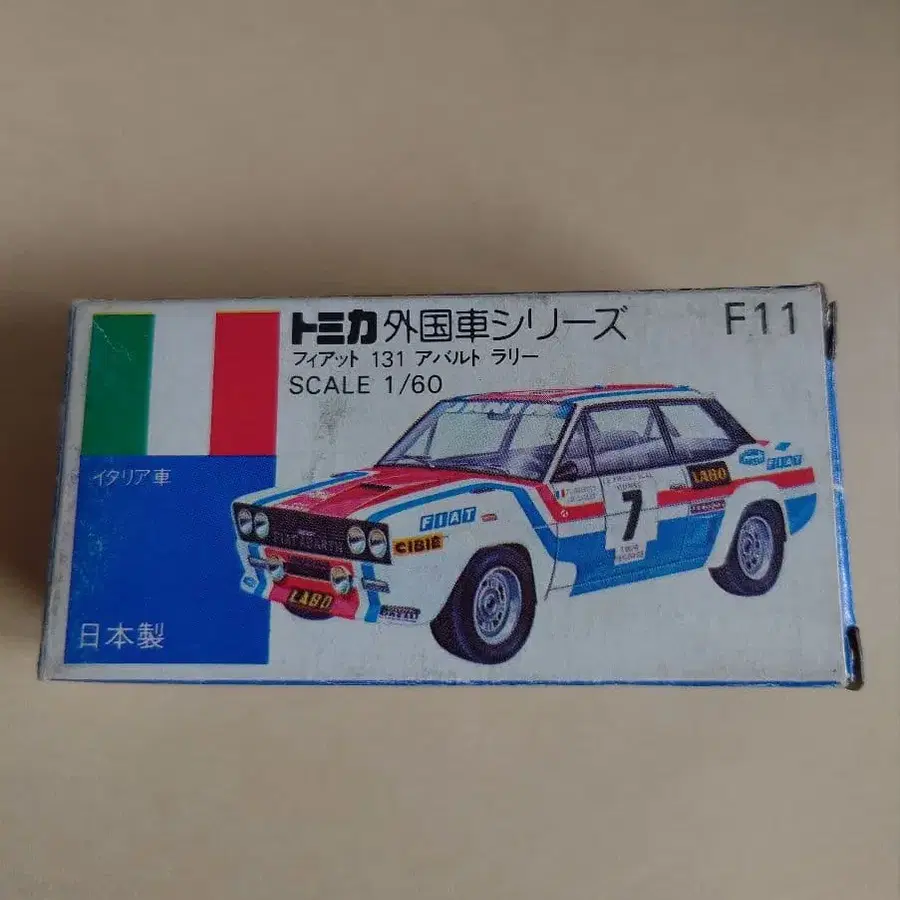 トミカ 外国車シリーズ F11
フィアット 131 アバルト ラリー
SCALE 1/60
イタリア車
日本製
FIAT
CIBIE
LABO
7
LABO
FIAT